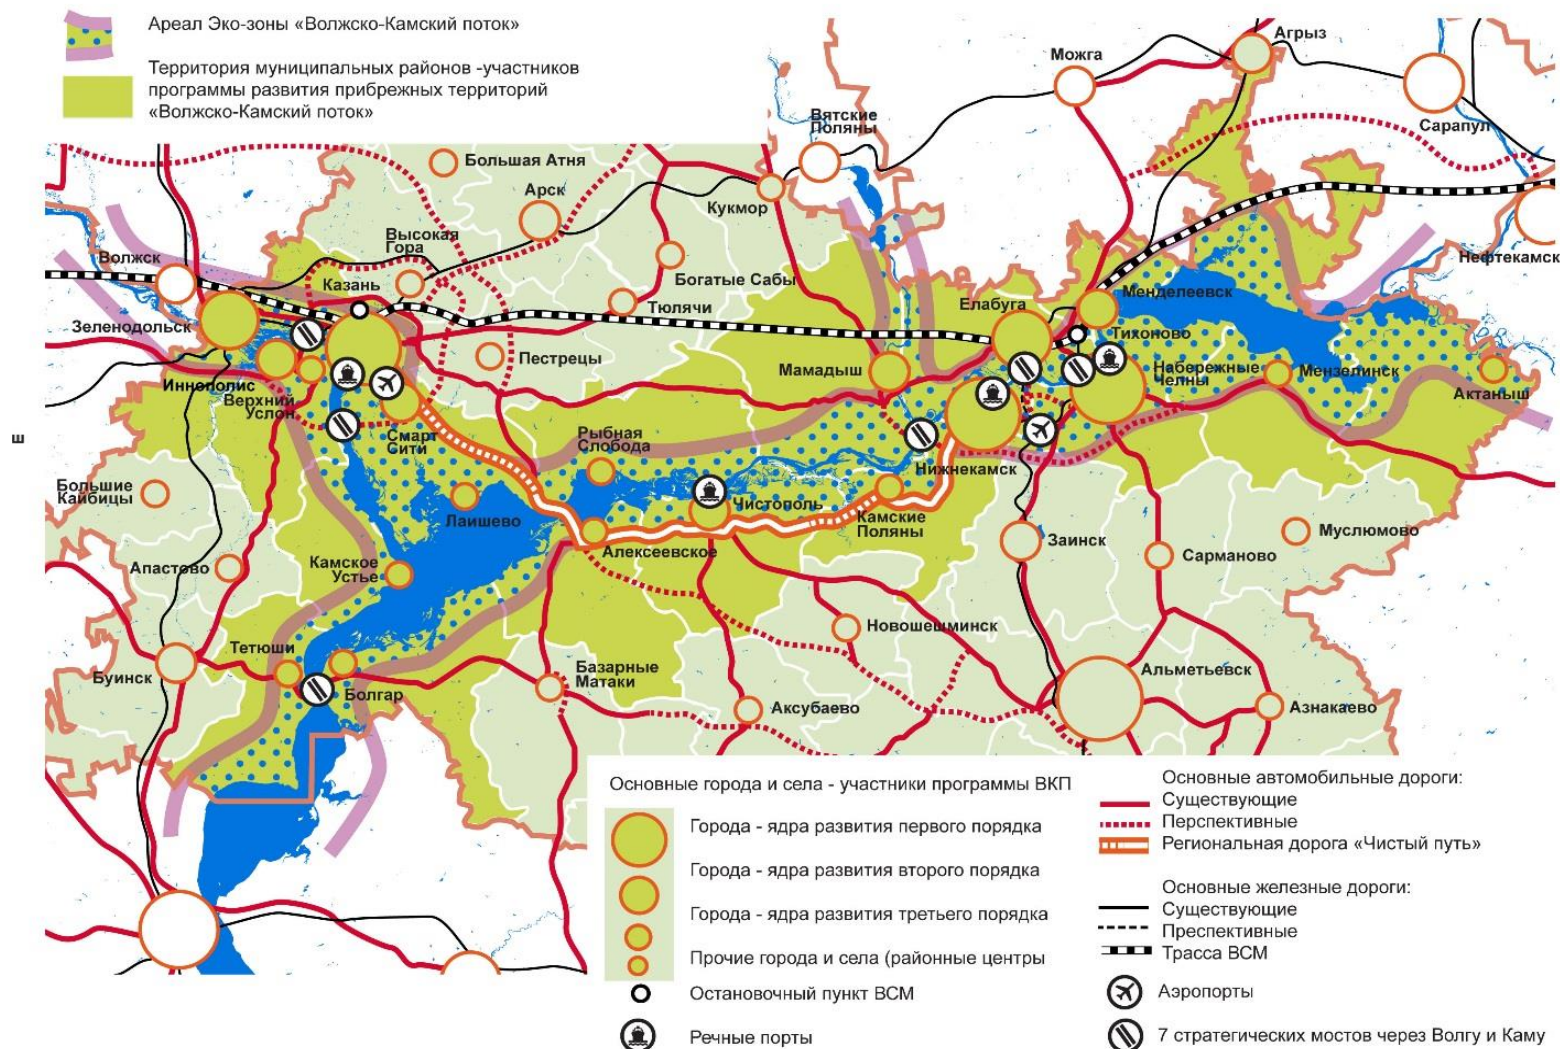 Ареал Эко-зоны «Волжско-Камский поток»
Территория муниципальных районов -участников
программы развития прибрежных территорий
«Волжско-Камский поток»
Агрыз
Можга
Сарапул
Вятские
Поляны
Большая Атня
Арск
Кукмор
Высокая
Гора
Волжск
Казань
Богатые Сабы
Нефтекамск
Менделеевск
Елабуга
Тюлячи
Зеленодольск
Тихоново
Пестрецы
Мамадыш
Набережные
Челны
Мензелинск
Иннополис
Верхний
Услон
Актаныш
Смарт
Сити
Рыбная
Слобода
ш
Нижнекамск
Большие
Кайбицы
Чистополь
Лаишево
Камские
Поляны
Муслюмово
Заинск
Алексеевское
Сарманово
Апастово
Камское
Устье
Новошешминск
Тетюши
Базарные
Матаки
Альметьевск
Буинск
Болгар
Аксубаево
Азнакаево
Основные города и села - участники программы ВКП
Города - ядра развития первого порядка
Города - ядра развития второго порядка
Города - ядра развития третьего порядка
Прочие города и села (районные центры
Остановочный пункт ВСМ
Речные порты
Основные автомобильные дороги:
Существующие
Перспективные
Региональная дорога «Чистый путь»
Основные железные дороги:
Существующие
Преспективные
Трасса ВСМ
Аэропорты
7 стратегических мостов через Волгу и Каму